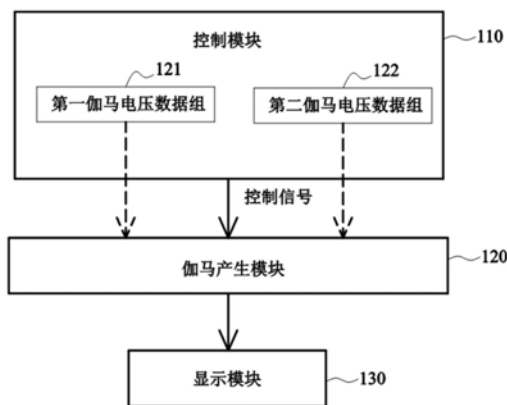 控制模块
110
121
122
第一伽马电压数据组
第二伽马电压数据组
控制信号
伽马产生模块
120
显示模块
130